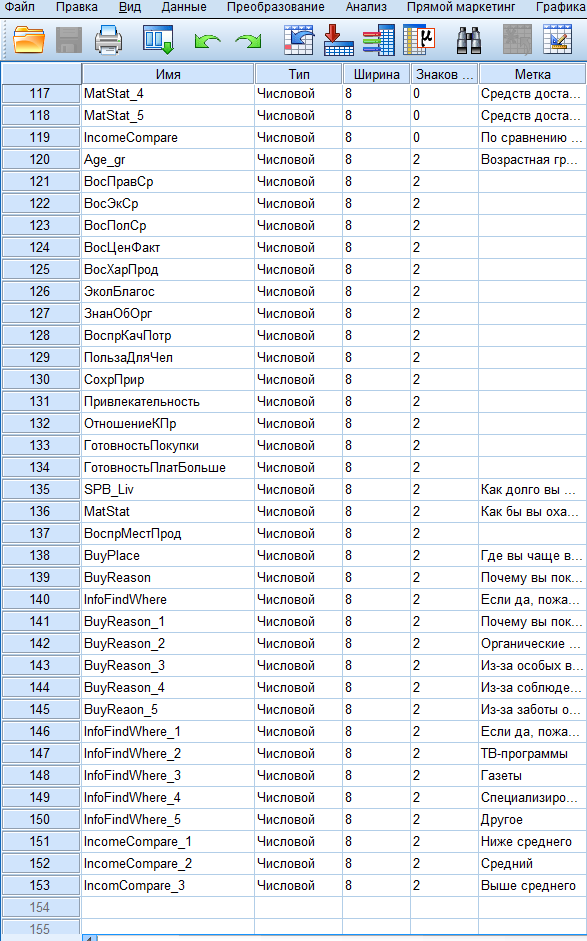 Файл Правка Вид Данные Преобразование Анализ Прямой маркетинг Графика
Имя Тип Ширина Знаков ... Метка
117 MatStat_4 Числовой 8 0 Средств доста...
118 MatStat_5 Числовой 8 0 Средств доста...
119 IncomeCompare Числовой 8 0 По сравнению ...
120 Age_gr Числовой 8 2 Возрастная гр...
121 ВосПравСр Числовой 8 2
122 ВосЭкСр Числовой 8 2
123 ВосПолСр Числовой 8 2
124 ВосЦенФакт Числовой 8 2
125 ВосХарПрод Числовой 8 2
126 ЭколБлагос Числовой 8 2
127 ЗнанОбОрг Числовой 8 2
128 ВоспрКачПотр Числовой 8 2
129 ПользаДляЧел Числовой 8 2
130 СохрПрир Числовой 8 2
131 Привлекательность Числовой 8 2
132 ОтношениеКПр Числовой 8 2
133 ГотовностьПокупки Числовой 8 2
134 ГотовностьПлатБольше Числовой 8 2
135 SPB_Liv Числовой 8 2 Как долго вы ...
136 MatStat Числовой 8 2 Как бы вы оха...
137 ВоспрМестПрод Числовой 8 2
138 BuyPlace Числовой 8 2 Где вы чаще в...
139 BuyReason Числовой 8 2 Почему вы пок...
140 InfoFindWhere Числовой 8 2 Если да, пожа...
141 BuyReason_1 Числовой 8 2 Почему вы пок...
142 BuyReason_2 Числовой 8 2 Органические ...
143 BuyReason_3 Числовой 8 2 Из-за особых в...
144 BuyReason_4 Числовой 8 2 Из-за соблюде...
145 BuyReaon_5 Числовой 8 2 Из-за заботы о...
146 InfoFindWhere_1 Числовой 8 2 Если да, пожа...
147 InfoFindWhere_2 Числовой 8 2 ТВ-программы
148 InfoFindWhere_3 Числовой 8 2 Газеты
149 InfoFindWhere_4 Числовой 8 2 Специализиро...
150 InfoFindWhere_5 Числовой 8 2 Другое
151 IncomeCompare_1 Числовой 8 2 Ниже среднего
152 IncomeCompare_2 Числовой 8 2 Средний
153 IncomCompare_3 Числовой 8 2 Выше среднего
154
155